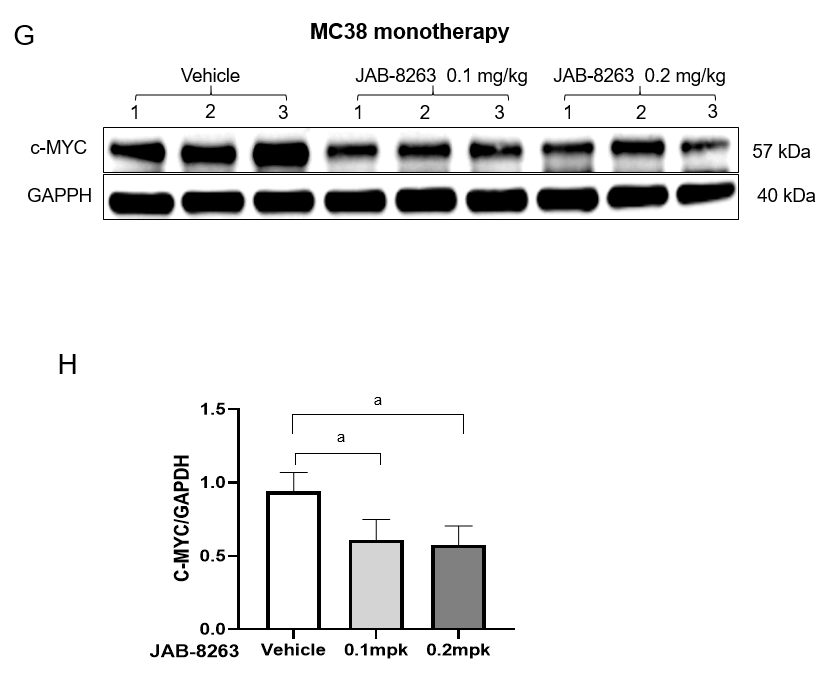 G
MC38 monotherapy
Vehicle JAB-8263 0.1 mg/kg JAB-8263 0.2 mg/kg
1 2 3 1 2 3 1 2 3
c-MYC 57 kDa
GAPPH 40 kDa
H
a
a
C-MYC/GAPDH
1.5
1.0
0.5
0.0
JAB-8263 Vehicle 0.1mpk 0.2mpk